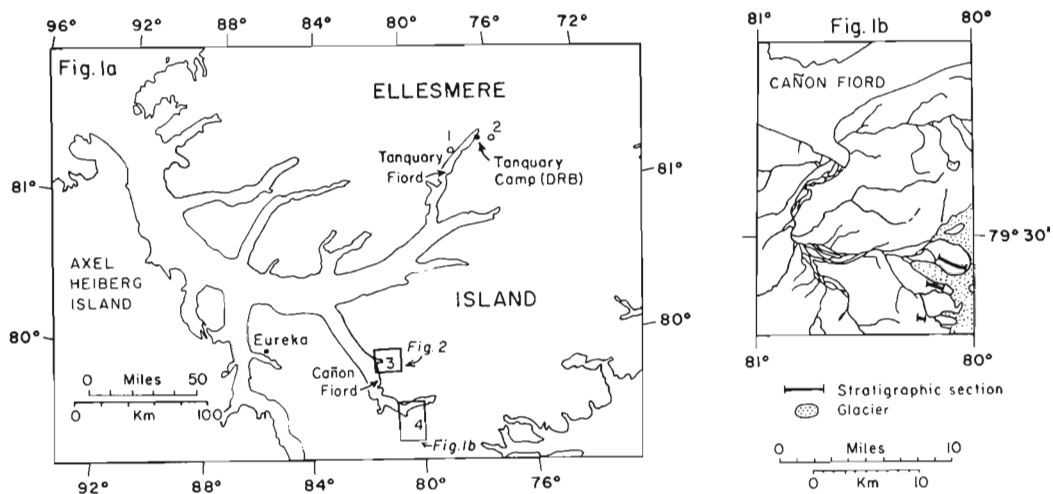 96° 92° 88° 84° 80° 76° 72°
Fig.1a
ELLESMERE
1
2
Tanquary
Fiord
Tanquary
Camp (DRB)
81°
81°
AXEL
HEIBERG
ISLAND
ISLAND
80°
80°
Eureka
3
Fig. 2
Cañon
Fiord
4
Fig.1b
0 Miles 50
0 Km 100
92° 88° 84° 80° 76°
81° Fig.1b 80°
CAÑON FIORD
79° 30'
81° 80°
Stratigraphic section
Glacier
0 Miles 10
0 Km 10